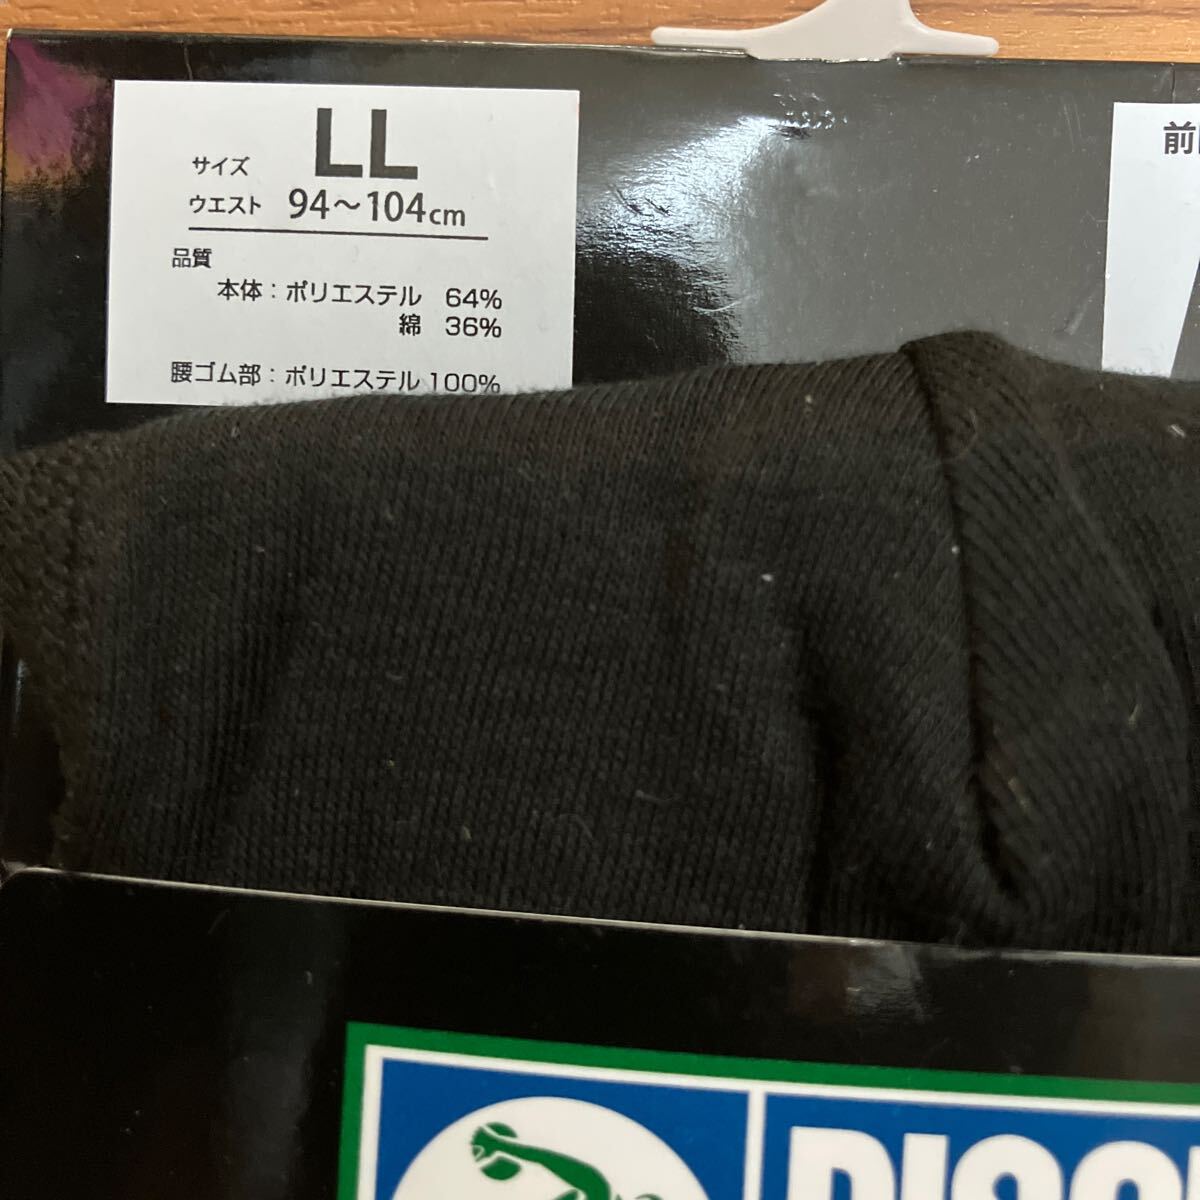 サイズ LL
ウエスト 94～104cm
品質
本体：ポリエステル 64%
綿 36%
腰ゴム部：ポリエステル 100%
前